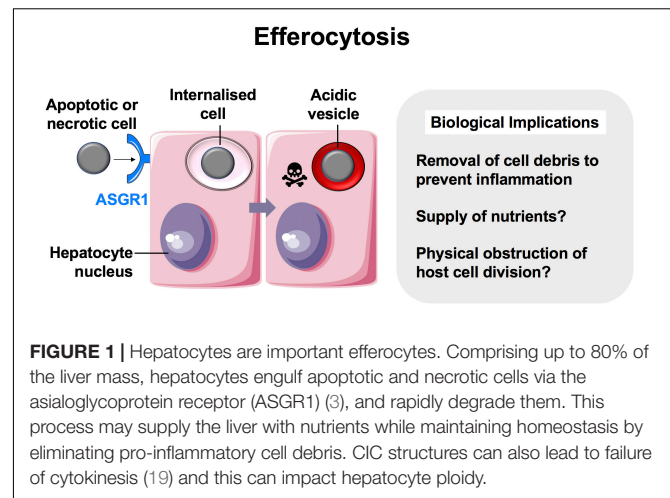 Efferocytosis
Apoptotic or
necrotic cell
ASGR1
Internalised
cell
Hepatocyte
nucleus
Acidic
vesicle
Biological Implications
Removal of cell debris to
prevent inflammation
Supply of nutrients?
Physical obstruction of
host cell division?
FIGURE 1 | Hepatocytes are important efferocytes. Comprising up to 80% of
the liver mass, hepatocytes engulf apoptotic and necrotic cells via the
asialoglycoprotein receptor (ASGR1) (3), and rapidly degrade them. This
process may supply the liver with nutrients while maintaining homeostasis by
eliminating pro-inflammatory cell debris. CIC structures can also lead to failure
of cytokinesis (19) and this can impact hepatocyte ploidy.